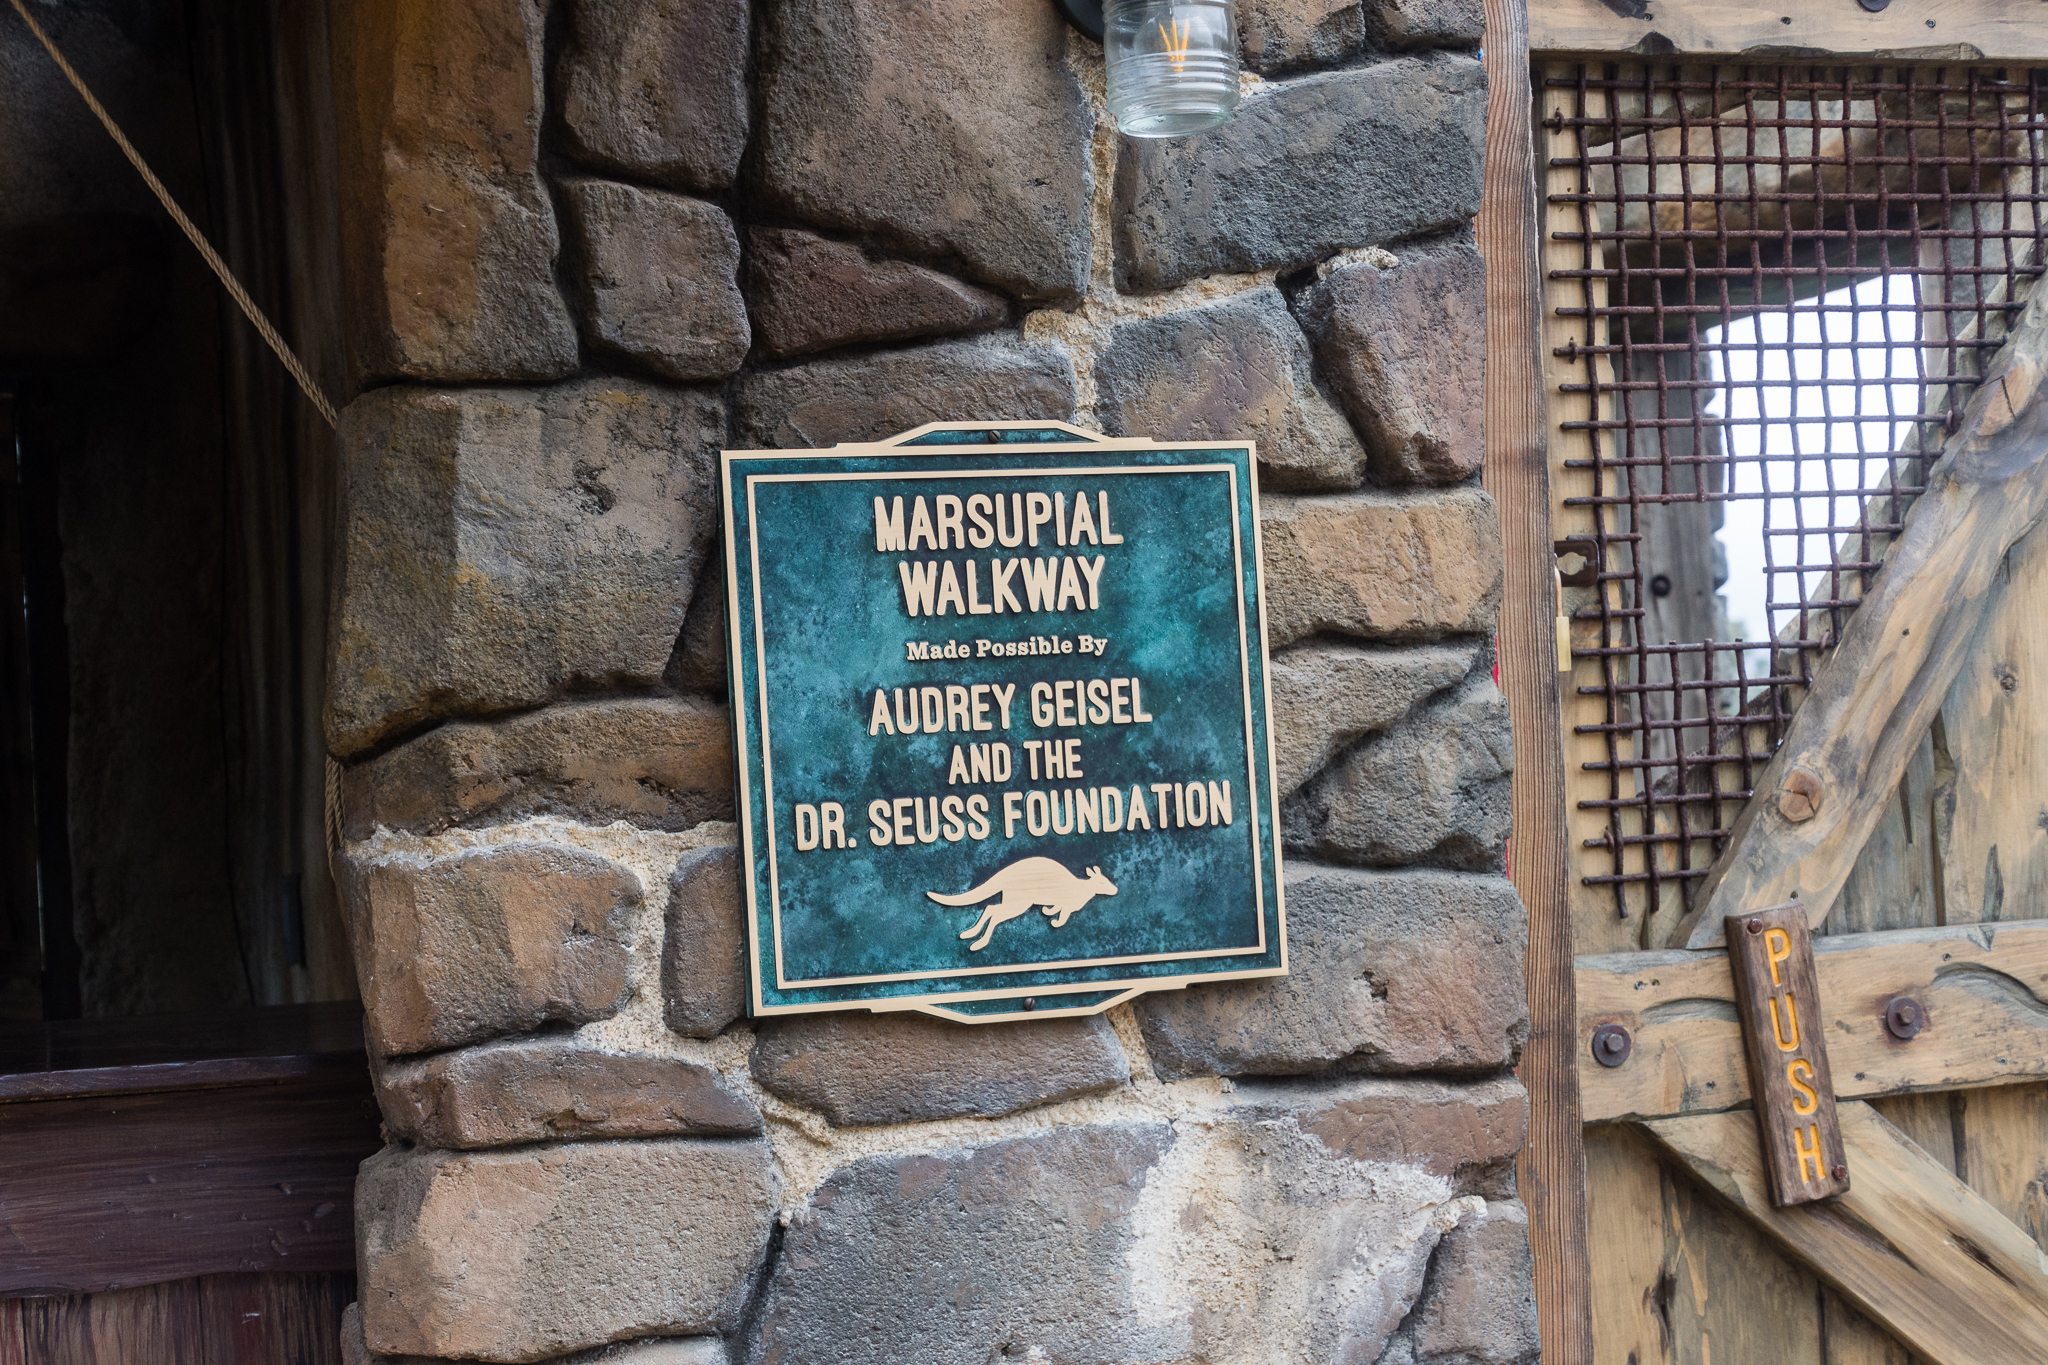 MARSUPIAL
WALKWAY
Made Possible By
AUDREY GEISEL
AND THE
DR. SEUSS FOUNDATION
PUSH